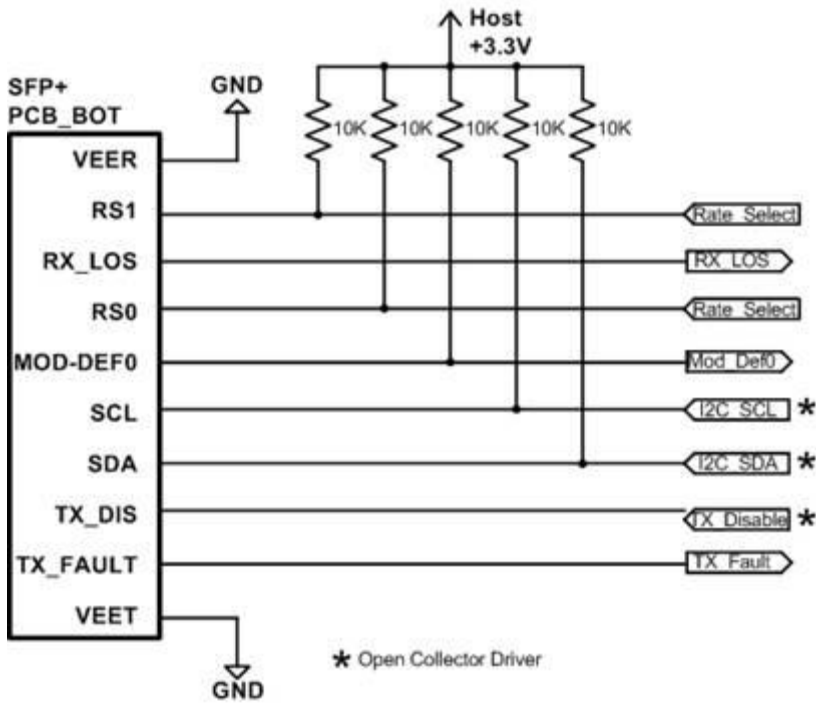 Host
+3.3V
SFP+
PCB_BOT
GND
10K 10K 10K 10K 10K
VEER
RS1
Rate_Select
RX_LOS
RX_LOS
RS0
Rate_Select
MOD-DEF0
Mod_Def0
SCL
I2C_SCL *
SDA
I2C_SDA *
TX_DIS
TX_Disable *
TX_FAULT
TX_Fault
VEET
* Open Collector Driver
GND